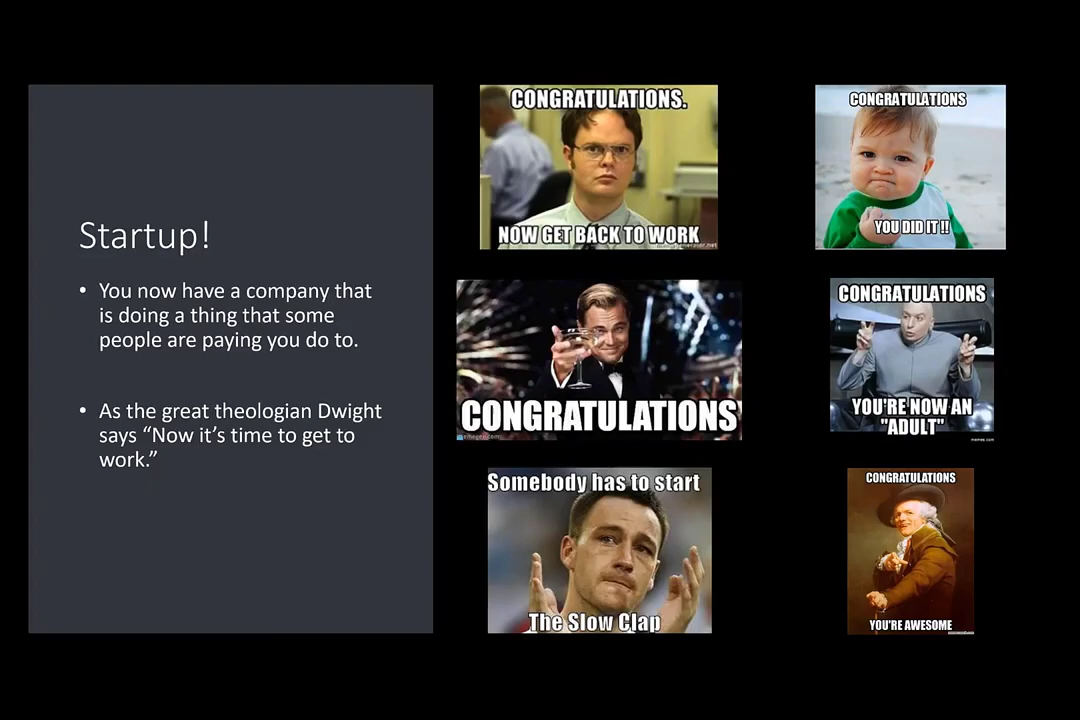 Startup!
• You now have a company that
is doing a thing that some
people are paying you do to.
• As the great theologian Dwight
says “Now it’s time to get to
work.”
CONGRATULATIONS.
NOW GET BACK TO WORK
CONGRATULATIONS
YOU DID IT !!
CONGRATULATIONS
CONGRATULATIONS
YOU'RE NOW AN
"ADULT"
memes.com
Somebody has to start
The Slow Clap
CONGRATULATIONS
YOU'RE AWESOME